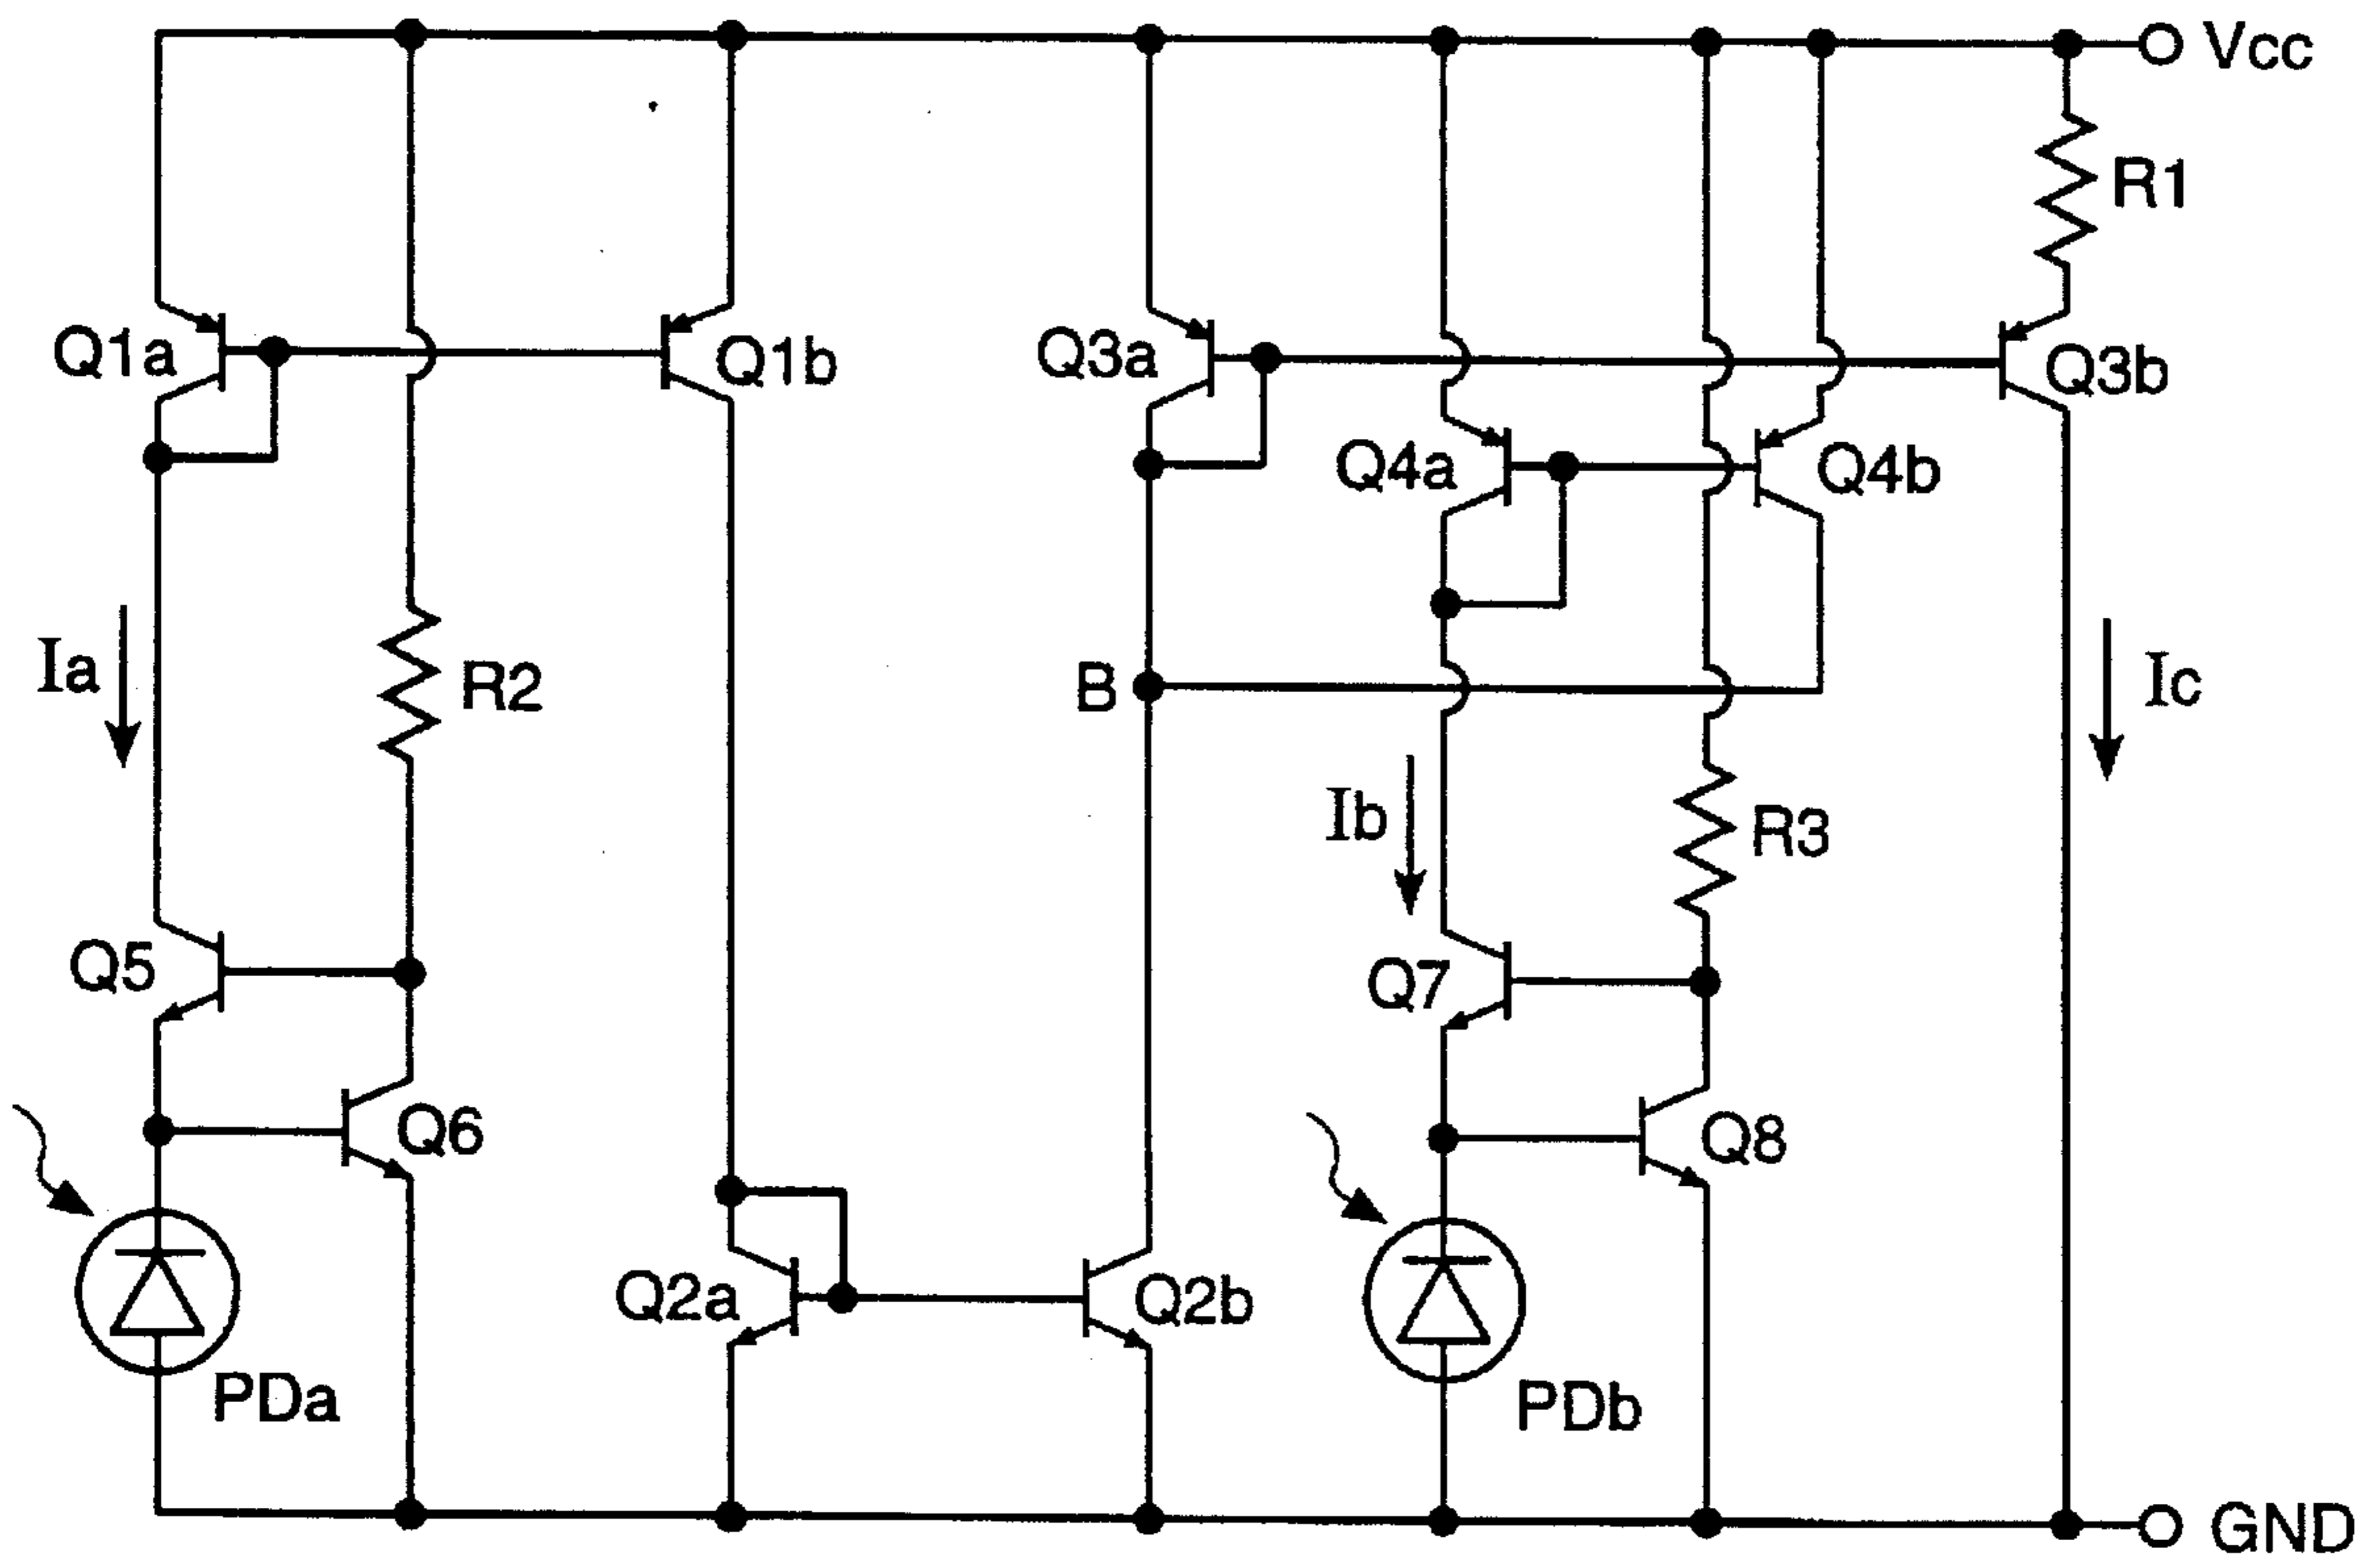 Vcc
R1
Q1a
Q1b
Q3a
Q3b
Q4a
Q4b
Ia
R2
B
Ic
Ib
R3
Q5
Q7
Q6
Q8
Q2a
Q2b
PDa
PDb
GND